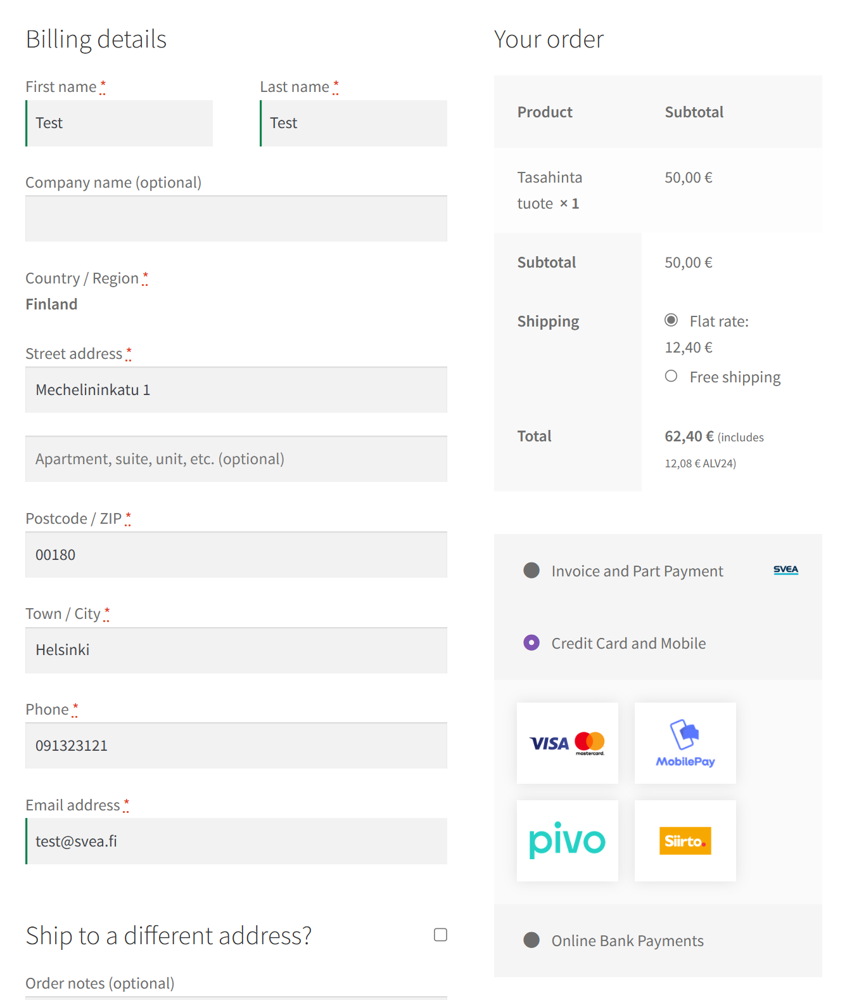 Billing details
First name *
Last name *
Test
Test
Company name (optional)
Country / Region *
Finland
Street address *
Mechelininkatu 1
Apartment, suite, unit, etc. (optional)
Postcode / ZIP *
00180
Town / City *
Helsinki
Phone *
091323121
Email address *
test@svea.fi
Ship to a different address?
Order notes (optional)
Your order
Product Subtotal
Tasahinta 50,00 €
tuote × 1
Subtotal 50,00 €
Shipping Flat rate:
12,40 €
Free shipping
Total 62,40 € (includes
12,08 € ALV24)
Invoice and Part Payment SVEA
Credit Card and Mobile
VISA mastercard.
MobilePay
pivo
Siirto.
Online Bank Payments